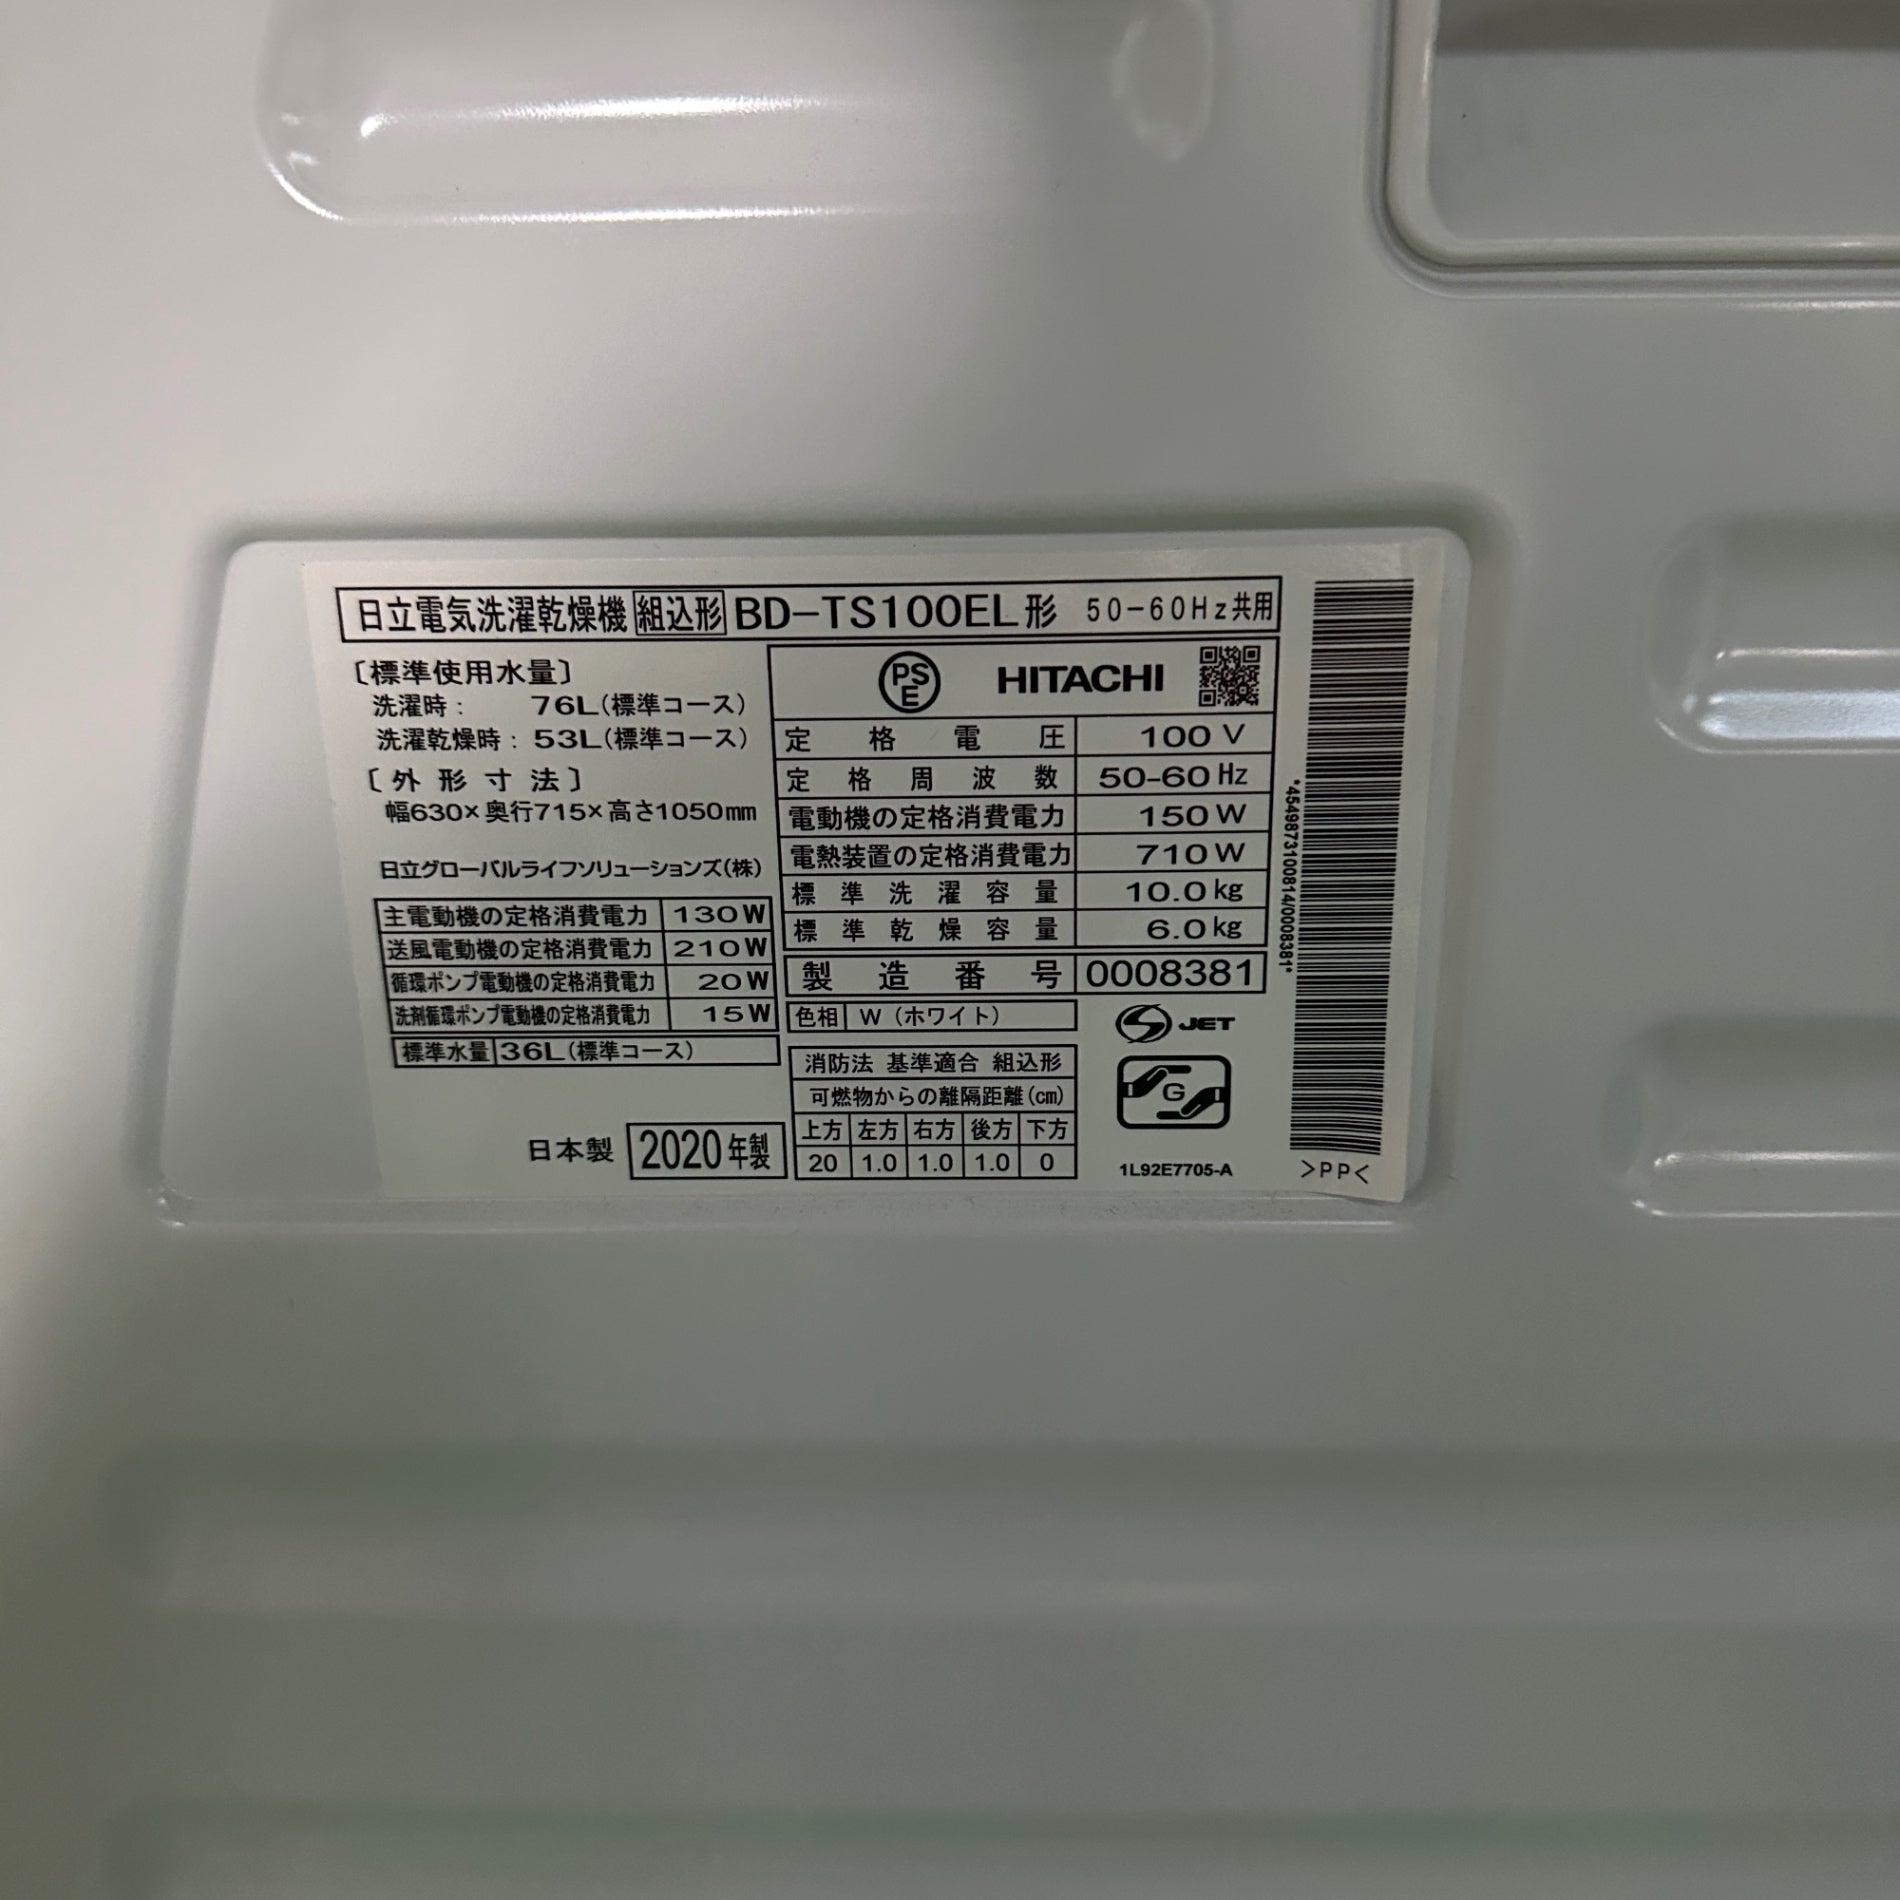 日立電気洗濯乾燥機 組込形 BD-TS100EL形 50-60Hz共用
〔標準使用水量〕
洗濯時： 76L(標準コース)
洗濯乾燥時：53L(標準コース)
〔外形寸法〕
幅630×奥行715×高さ1050mm
日立グローバルライフソリューションズ(株)
主電動機の定格消費電力 130W
送風電動機の定格消費電力 210W
循環ポンプ電動機の定格消費電力 20W
洗剤循環ポンプ電動機の定格消費電力 15W
標準水量 36L(標準コース)
日本製 2020年製
PSE HITACHI
定格電圧 100V
定格周波数 50-60Hz
電動機の定格消費電力 150W
電熱装置の定格消費電力 710W
標準洗濯容量 10.0kg
標準乾燥容量 6.0kg
製造番号 0008381
色相 W（ホワイト）
消防法 基準適合 組込形
可燃物からの離隔距離(cm)
上方 左方 右方 後方 下方
20 1.0 1.0 1.0 0
S JET
G
1L92E7705-A
*4549873100814/0008381*
>PP<